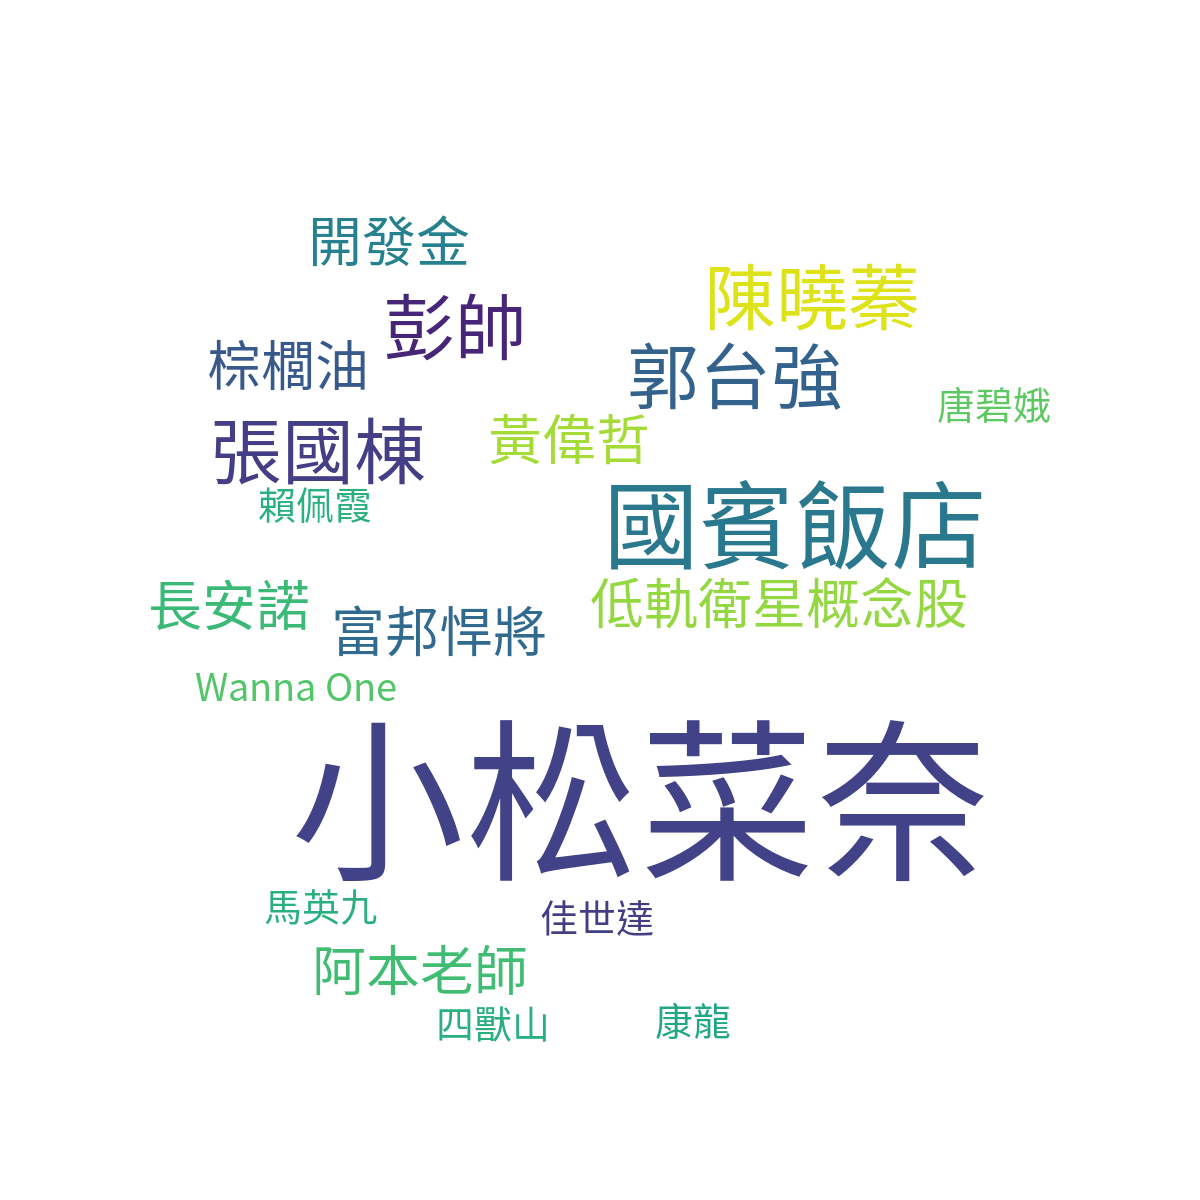 開發金
陳曉蓁
彭帥
棕櫚油
郭台強
唐碧娥
張國棟
黃偉哲
賴佩霞
國賓飯店
長安諾
富邦悍將
低軌衛星概念股
Wanna One
小松菜奈
馬英九
佳世達
阿本老師
四獸山
康龍